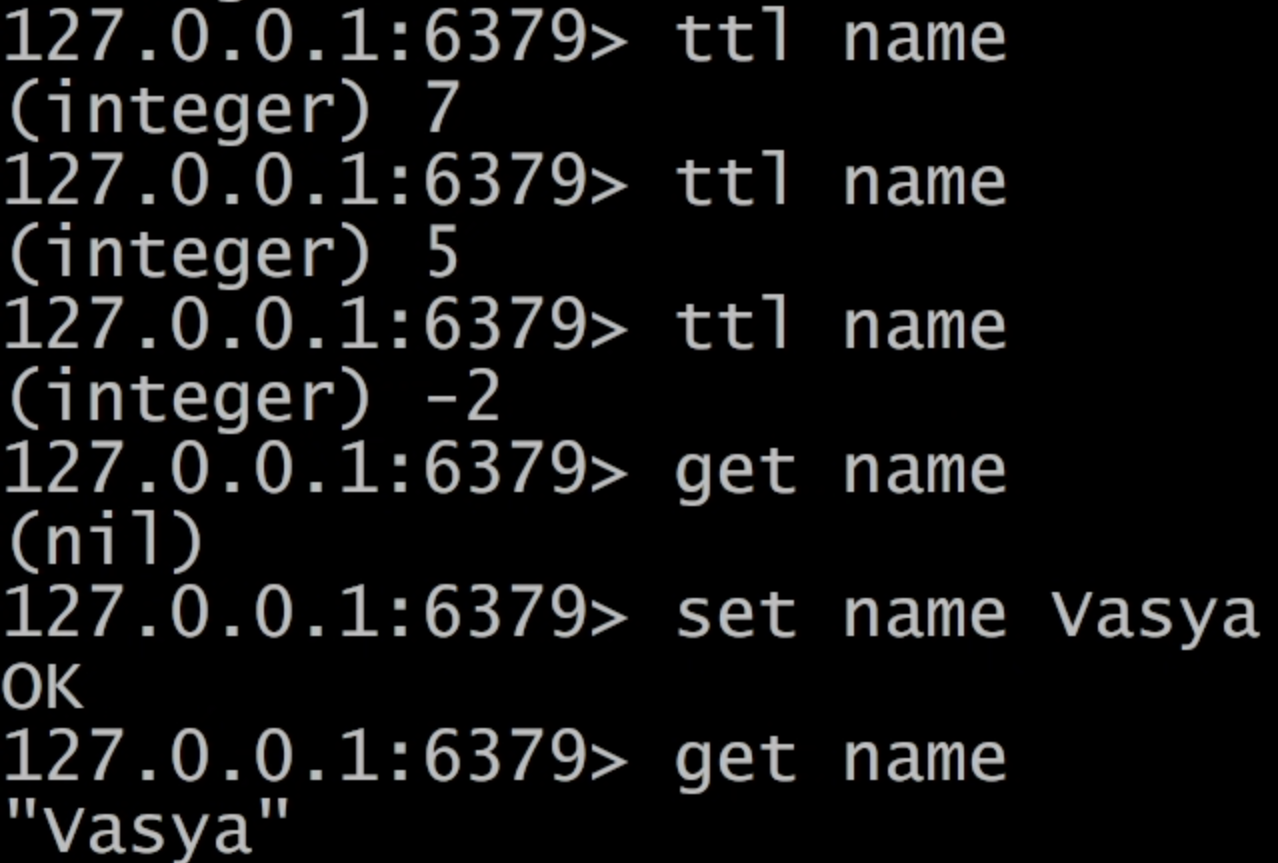 127.0.0.1:6379> ttl name
(integer) 7
127.0.0.1:6379> ttl name
(integer) 5
127.0.0.1:6379> ttl name
(integer) -2
127.0.0.1:6379> get name
(nil)
127.0.0.1:6379> set name Vasya
OK
127.0.0.1:6379> get name
"Vasya"